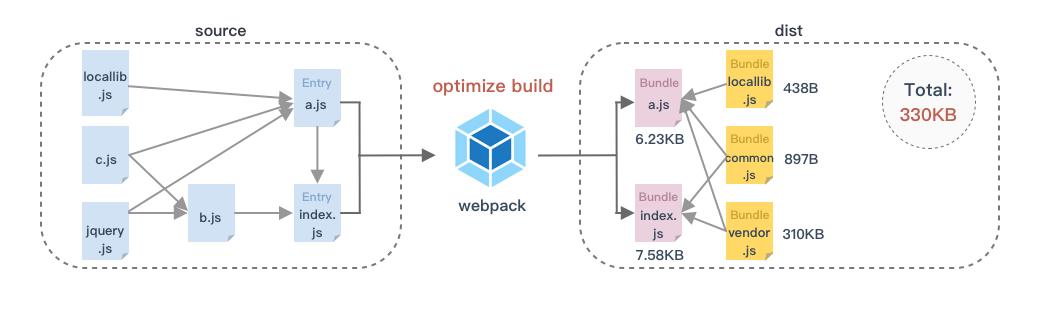 source
locallib
.js
c.js
jquery
.js
b.js
Entry
a.js
Entry
index.
js
optimize build
webpack
dist
Bundle
a.js
6.23KB
Bundle
index.
js
7.58KB
Bundle
locallib
.js
438B
Bundle
common
.js
897B
Bundle
vendor
.js
310KB
Total:
330KB